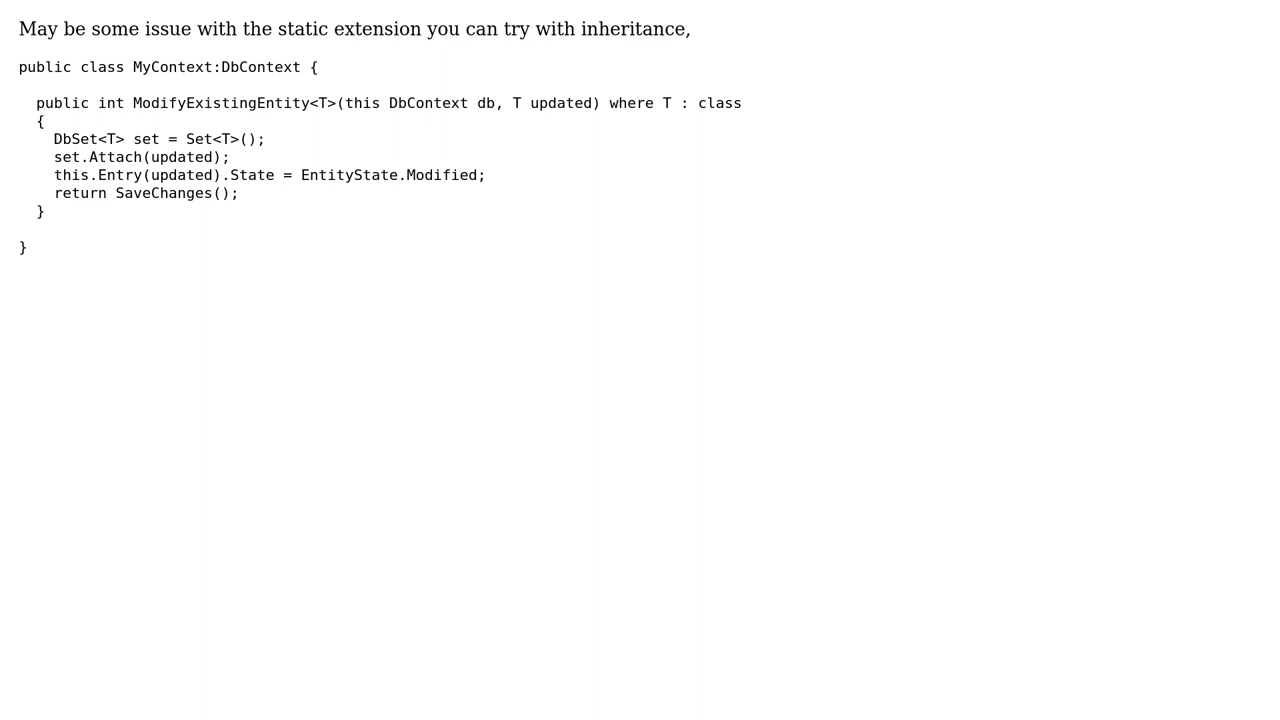 May be some issue with the static extension you can try with inheritance,
public class MyContext:DbContext {
  public int ModifyExistingEntity<T>(this DbContext db, T updated) where T : class
  {
    DbSet<T> set = Set<T>();
    set.Attach(updated);
    this.Entry(updated).State = EntityState.Modified;
    return SaveChanges();
  }
}